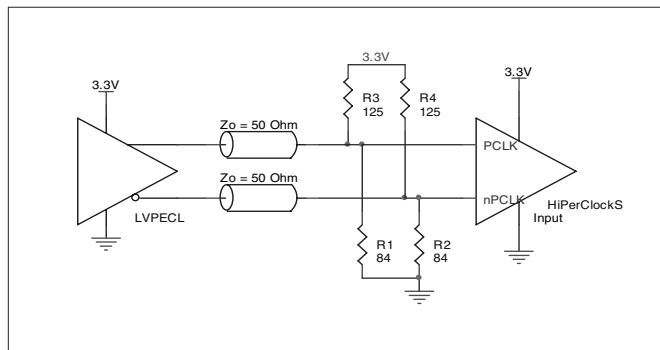 3.3V
3.3V
3.3V
R3
125
R4
125
Zo = 50 Ohm
PCLK
Zo = 50 Ohm
nPCLK
HiPerClockS
Input
LVPECL
R1
84
R2
84